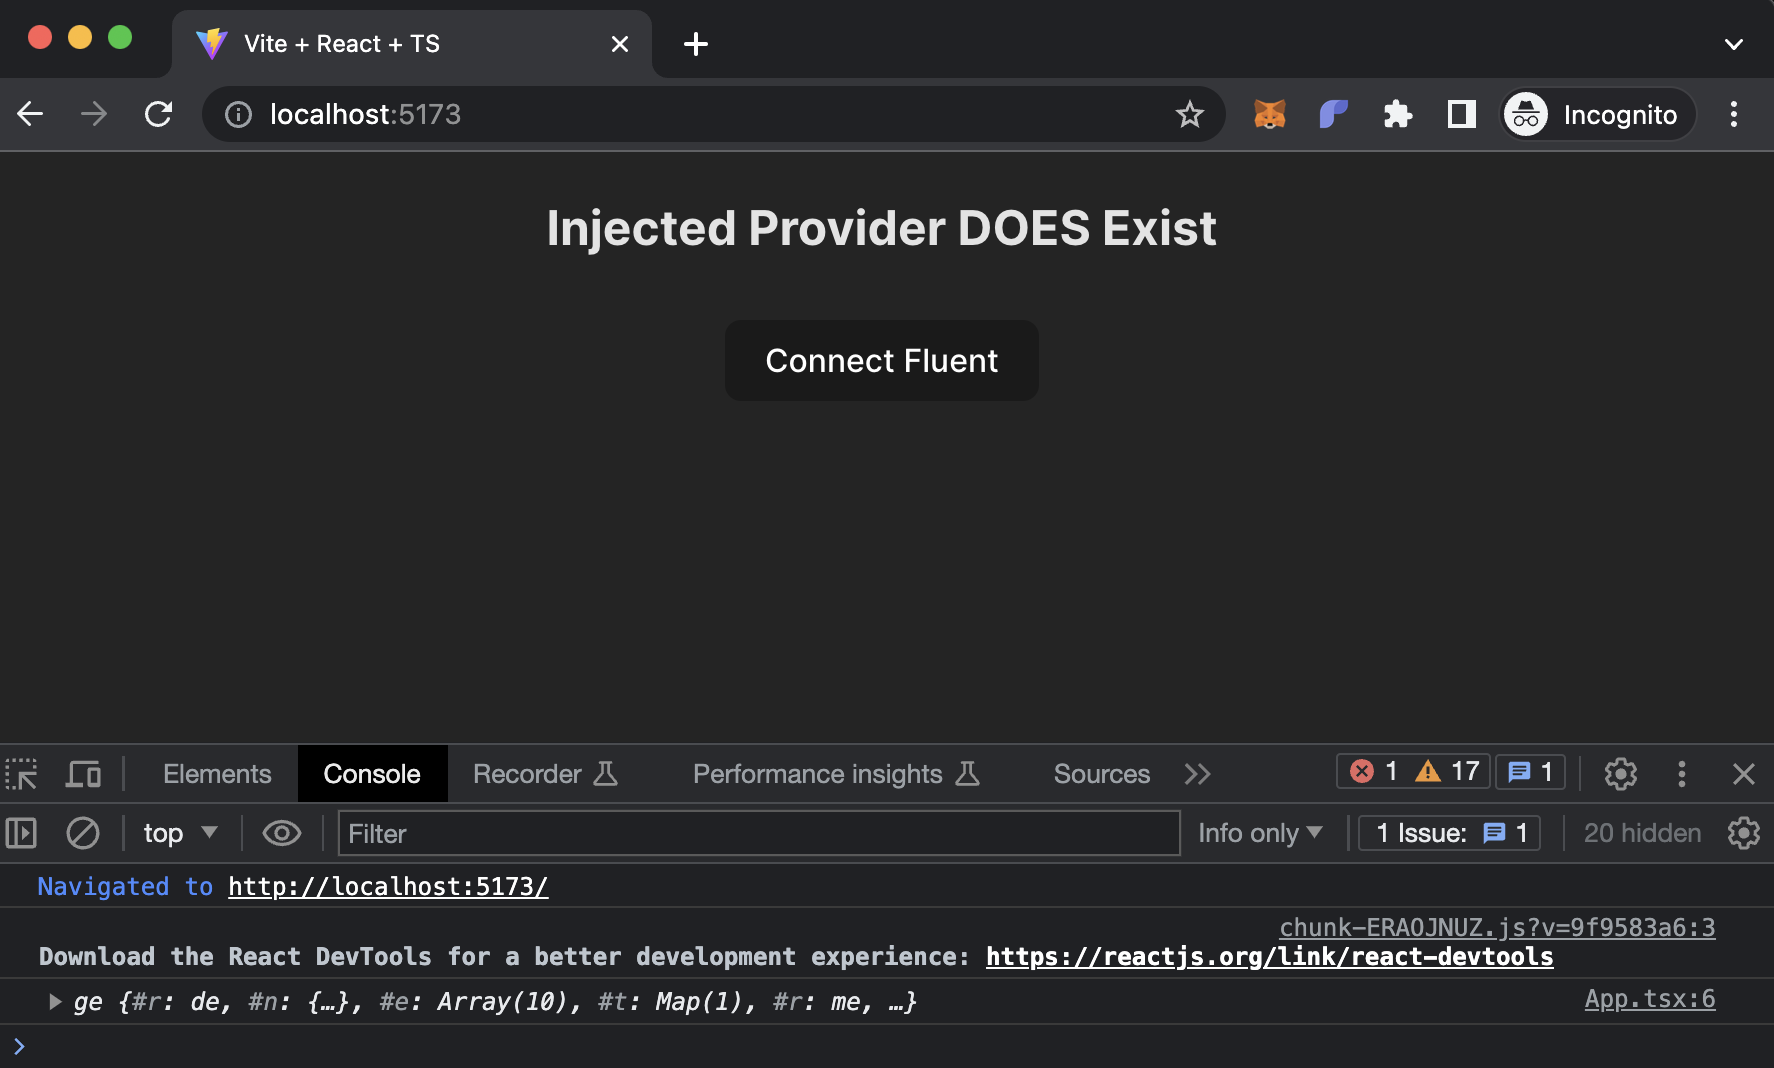 Vite + React + TS
localhost:5173
Incognito
Injected Provider DOES Exist
Connect Fluent
Elements Console Recorder Performance insights Sources 1 17 1
top Filter Info only 1 Issue: 1 20 hidden
Navigated to http://localhost:5173/
chunk-ERAOJNUZ.js?v=9f9583a6:3
Download the React DevTools for a better development experience: https://reactjs.org/link/react-devtools
ge {#r: de, #n: {…}, #e: Array(10), #t: Map(1), #r: me, …} App.tsx:6